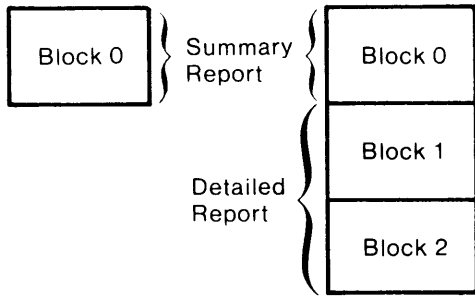 Block 0
Summary
Report
Block 0
Block 1
Detailed
Report
Block 2